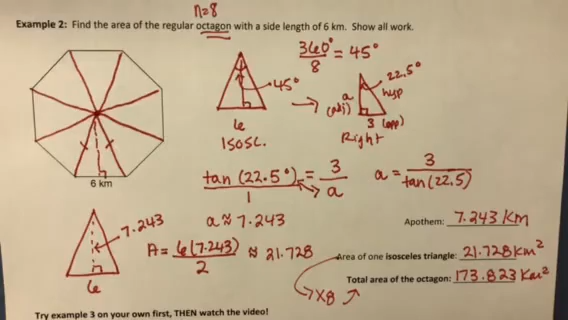 n=8
Example 2: Find the area of the regular octagon with a side length of 6 km. Show all work.
360°/8 = 45°
45°
6
ISOSC.
22.5°
hyp
a
(adj)
3 (opp)
Right
6 km
tan(22.5°)/1 = 3/a
a = 3/tan(22.5)
7.243
6
a ≈ 7.243
A = 6(7.243)/2 ≈ 21.728
Apothem: 7.243 KM
Area of one isosceles triangle: 21.728km²
Total area of the octagon: 173.823 Km²
x8
Try example 3 on your own first, THEN watch the video!